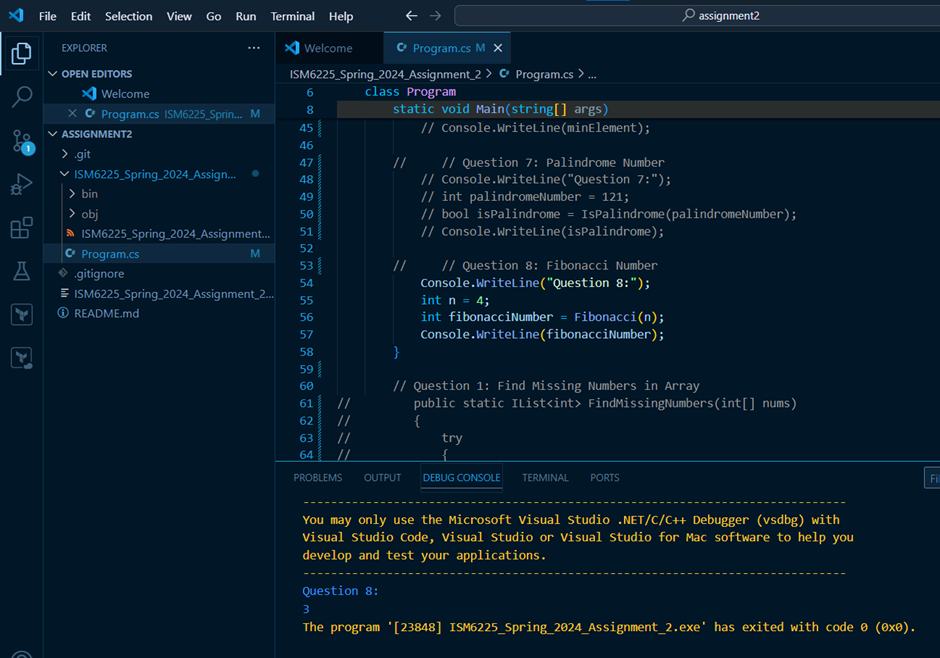 File Edit Selection View Go Run Terminal Help ← → assignment2
EXPLORER ...
OPEN EDITORS
Welcome
Program.cs ISM6225_Sprin... M
ASSIGNMENT2
.git
ISM6225_Spring_2024_Assign...
bin
obj
ISM6225_Spring_2024_Assignment...
Program.cs M
.gitignore
ISM6225_Spring_2024_Assignment_2...
README.md
1
Welcome Program.cs M
ISM6225_Spring_2024_Assignment_2 > Program.cs > ...
6 class Program
8 static void Main(string[] args)
45 // Console.WriteLine(minElement);
46
47 // // Question 7: Palindrome Number
48 // Console.WriteLine("Question 7:");
49 // int palindromeNumber = 121;
50 // bool isPalindrome = IsPalindrome(palindromeNumber);
51 // Console.WriteLine(isPalindrome);
52
53 // // Question 8: Fibonacci Number
54 Console.WriteLine("Question 8:");
55 int n = 4;
56 int fibonacciNumber = Fibonacci(n);
57 Console.WriteLine(fibonacciNumber);
58 }
59
60 // Question 1: Find Missing Numbers in Array
61 // public static IList<int> FindMissingNumbers(int[] nums)
62 // {
63 // try
64 // {
PROBLEMS OUTPUT DEBUG CONSOLE TERMINAL PORTS Fi
------------------------------------------------------------------------------
You may only use the Microsoft Visual Studio .NET/C/C++ Debugger (vsdbg) with
Visual Studio Code, Visual Studio or Visual Studio for Mac software to help you
develop and test your applications.
------------------------------------------------------------------------------
Question 8:
3
The program '[23848] ISM6225_Spring_2024_Assignment_2.exe' has exited with code 0 (0x0).